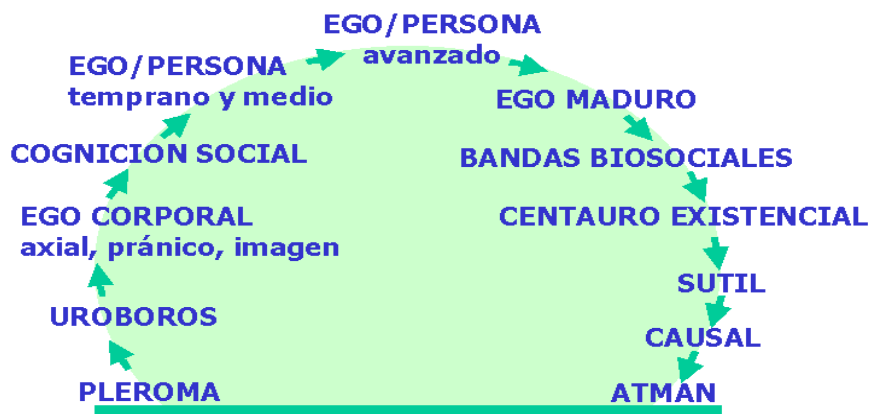 EGO/PERSONA
avanzado
EGO/PERSONA
temprano y medio
EGO MADURO
COGNICION SOCIAL
BANDAS BIOSOCIALES
EGO CORPORAL
axial, pránico, imagen
CENTAURO EXISTENCIAL
SUTIL
UROBOROS
CAUSAL
PLEROMA
ATMAN